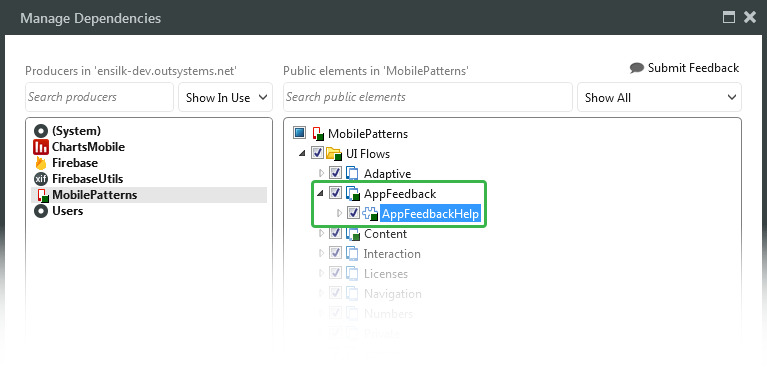 Manage Dependencies
Submit Feedback
Producers in 'ensilk-dev.outsystems.net'
Public elements in 'MobilePatterns'
Search producers
Show In Use
Search public elements
Show All
(System)
ChartsMobile
Firebase
xif FirebaseUtils
MobilePatterns
Users
MobilePatterns
UI Flows
Adaptive
AppFeedback
AppFeedbackHelp
Content
Interaction
Licenses
Navigation
Numbers